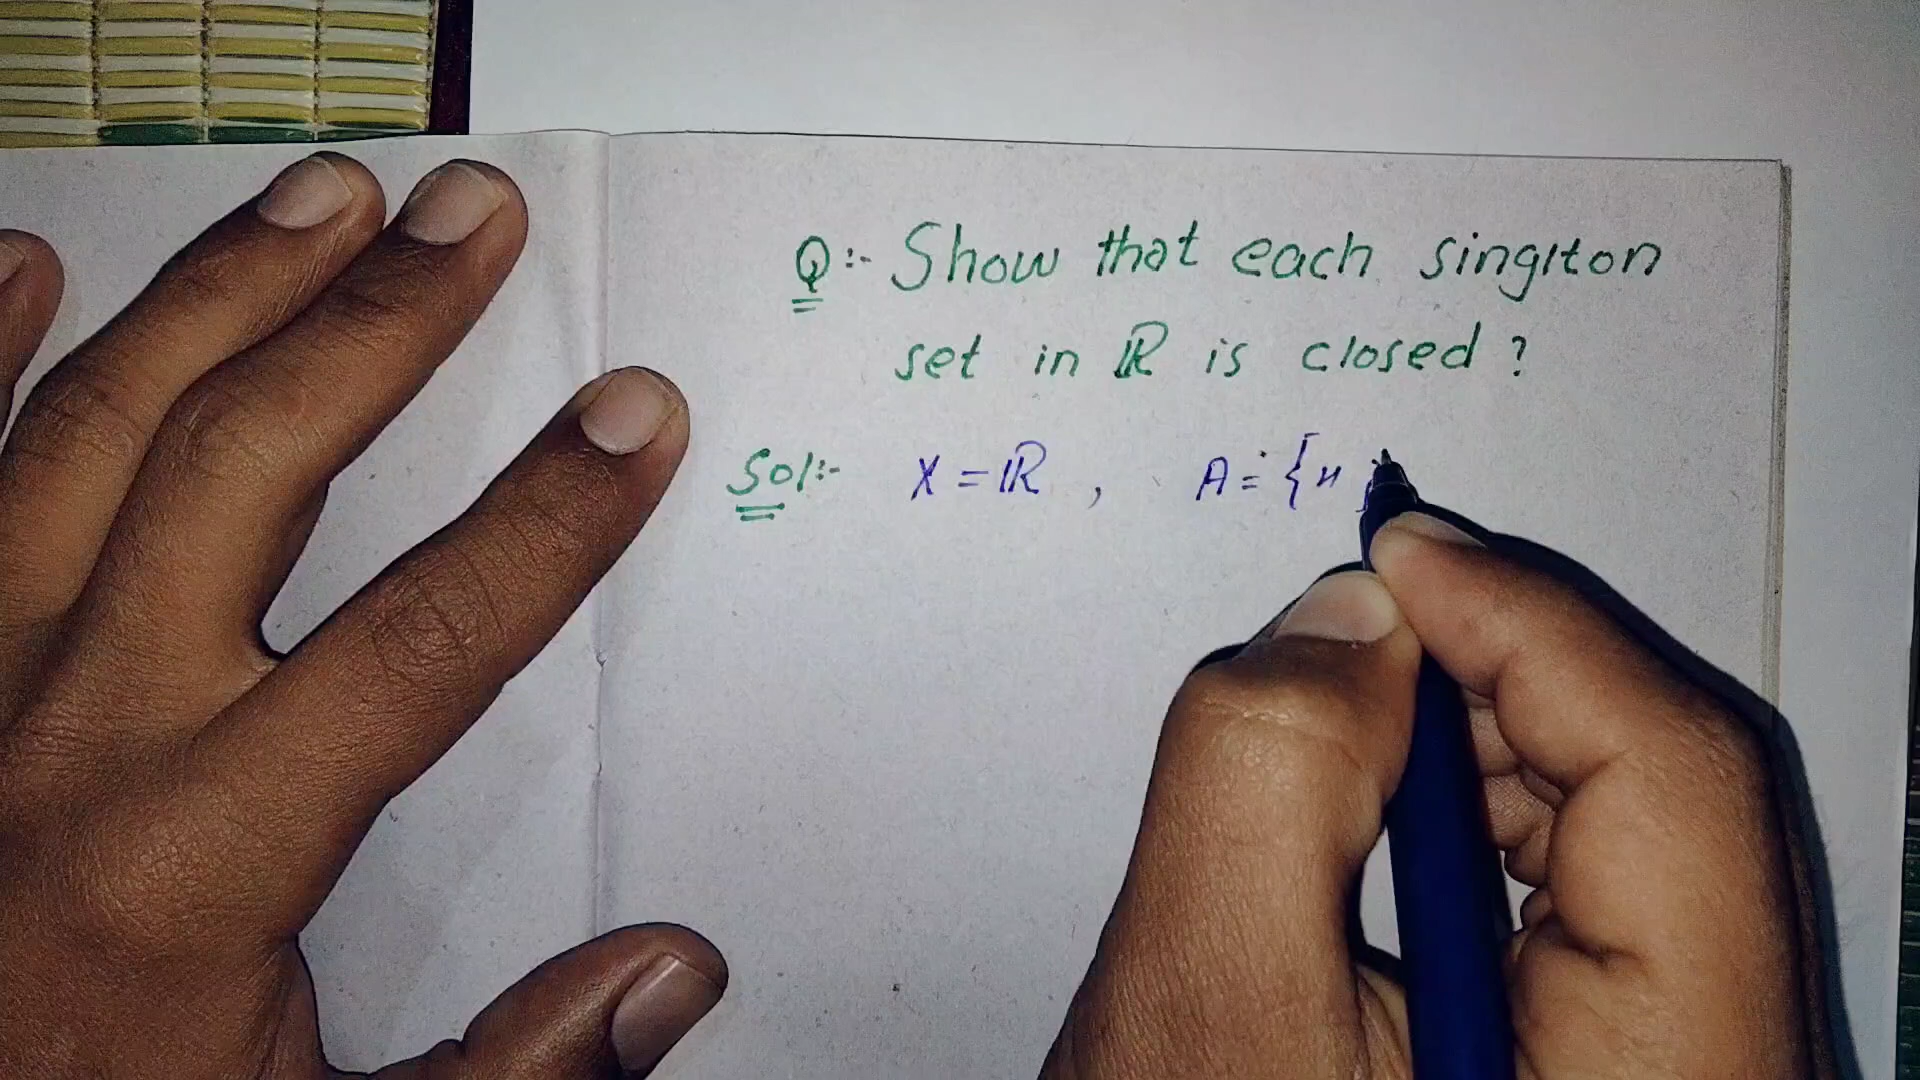 Q:- Show that each singlton
set in ℝ is closed ?
Sol:- X = ℝ , A = {x }